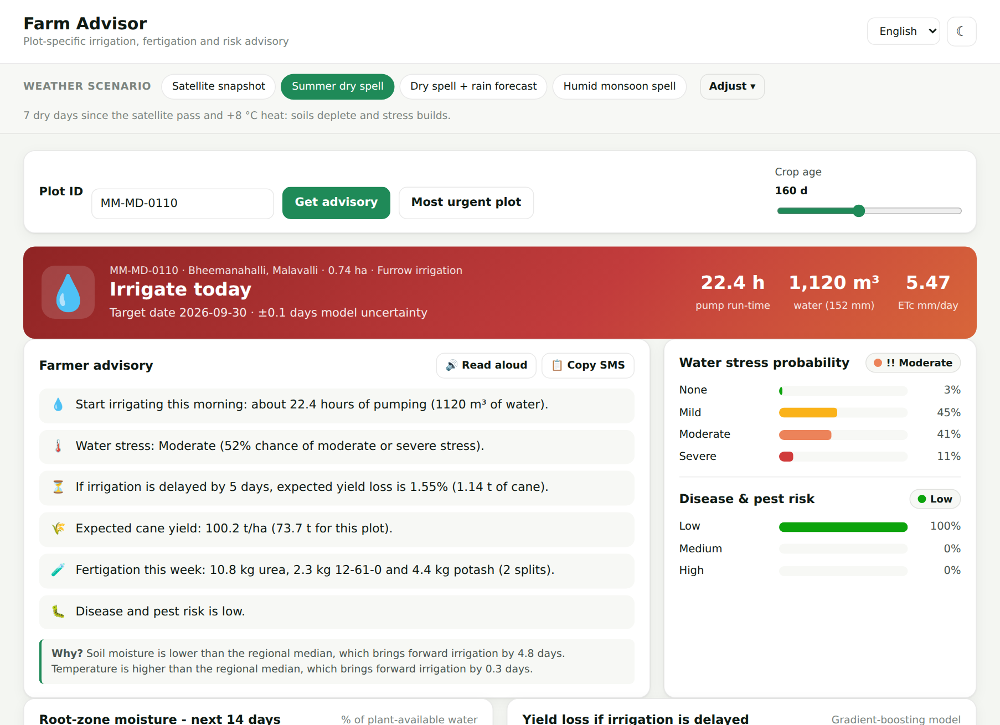 Farm Advisor
Plot-specific irrigation, fertigation and risk advisory
English
WEATHER SCENARIO
Satellite snapshot
Summer dry spell
Dry spell + rain forecast
Humid monsoon spell
Adjust ▾
7 dry days since the satellite pass and +8 °C heat: soils deplete and stress builds.
Plot ID
MM-MD-0110
Get advisory
Most urgent plot
Crop age
160 d
MM-MD-0110 · Bheemanahalli, Malavalli · 0.74 ha · Furrow irrigation
Irrigate today
Target date 2026-09-30 · ±0.1 days model uncertainty
22.4 h
pump run-time
1,120 m³
water (152 mm)
5.47
ETc mm/day
Farmer advisory
Read aloud
Copy SMS
Start irrigating this morning: about 22.4 hours of pumping (1120 m³ of water).
Water stress: Moderate (52% chance of moderate or severe stress).
If irrigation is delayed by 5 days, expected yield loss is 1.55% (1.14 t of cane).
Expected cane yield: 100.2 t/ha (73.7 t for this plot).
Fertigation this week: 10.8 kg urea, 2.3 kg 12-61-0 and 4.4 kg potash (2 splits).
Disease and pest risk is low.
Why? Soil moisture is lower than the regional median, which brings forward irrigation by 4.8 days.
Temperature is higher than the regional median, which brings forward irrigation by 0.3 days.
Water stress probability
!! Moderate
None 3%
Mild 45%
Moderate 41%
Severe 11%
Disease & pest risk
Low
Low 100%
Medium 0%
High 0%
Root-zone moisture - next 14 days
% of plant-available water
Yield loss if irrigation is delayed
Gradient-boosting model